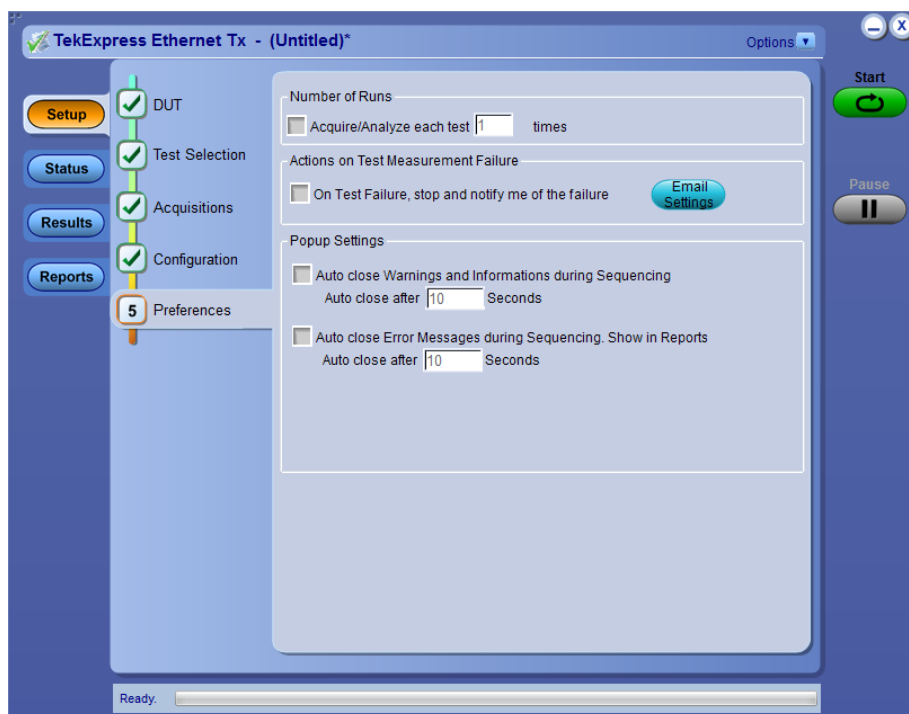 TekExpress Ethernet Tx - (Untitled)*
Options
X
Start
Pause
Setup
Status
Results
Reports
DUT
Test Selection
Acquisitions
Configuration
5 Preferences
Number of Runs
Acquire/Analyze each test 1 times
Actions on Test Measurement Failure
On Test Failure, stop and notify me of the failure
Email
Settings
Popup Settings
Auto close Warnings and Informations during Sequencing
Auto close after 10 Seconds
Auto close Error Messages during Sequencing. Show in Reports
Auto close after 10 Seconds
Ready.